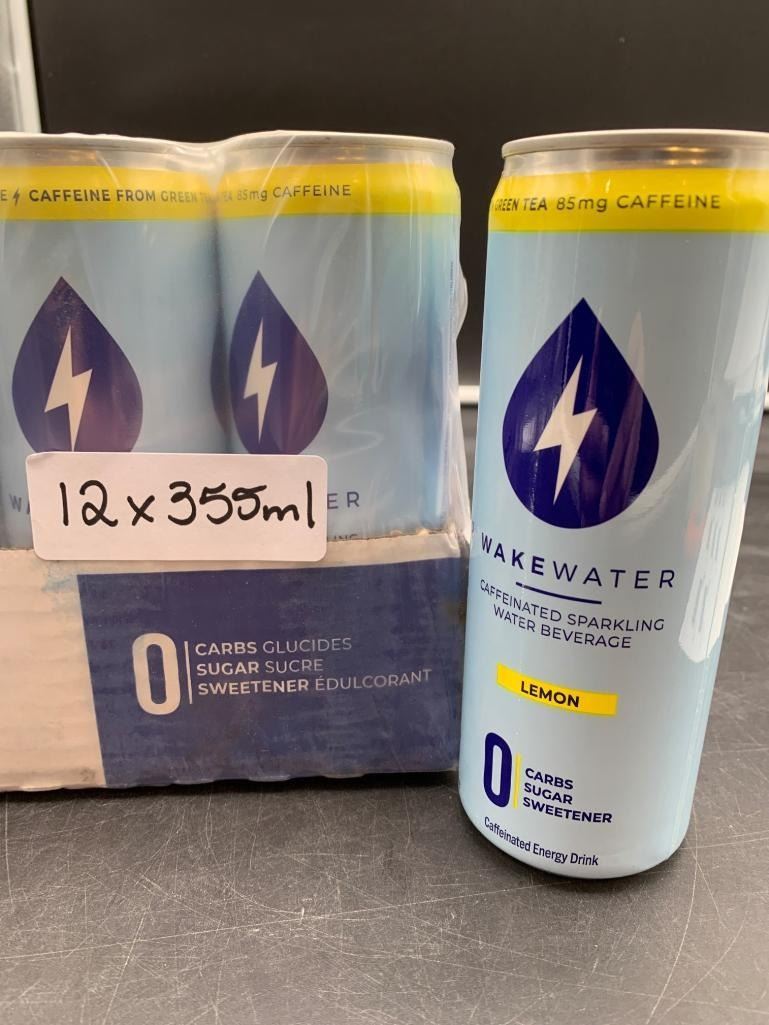 E CAFFEINE FROM GREEN TEA 85mg CAFFEINE
12 x 355ml
ER
0 CARBS GLUCIDES
SUGAR SUCRE
SWEETENER ÉDULCORANT
GREEN TEA 85mg CAFFEINE
WAKEWATER
CAFFEINATED SPARKLING
WATER BEVERAGE
LEMON
0 CARBS
SUGAR
SWEETENER
Caffeinated Energy Drink